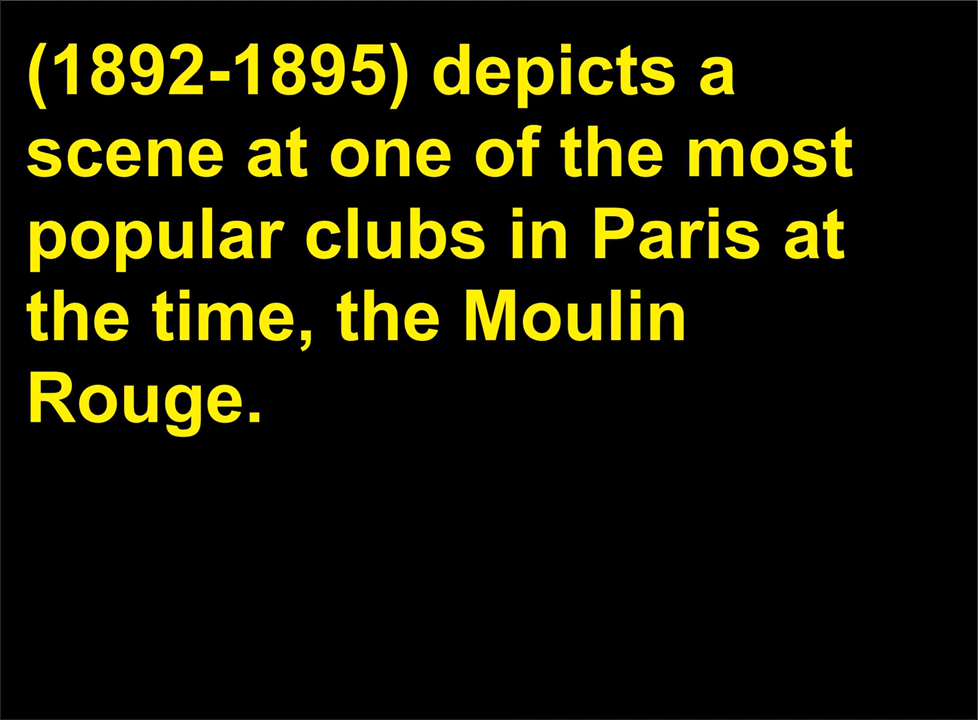 (1892-1895) depicts a
scene at one of the most
popular clubs in Paris at
the time, the Moulin
Rouge.